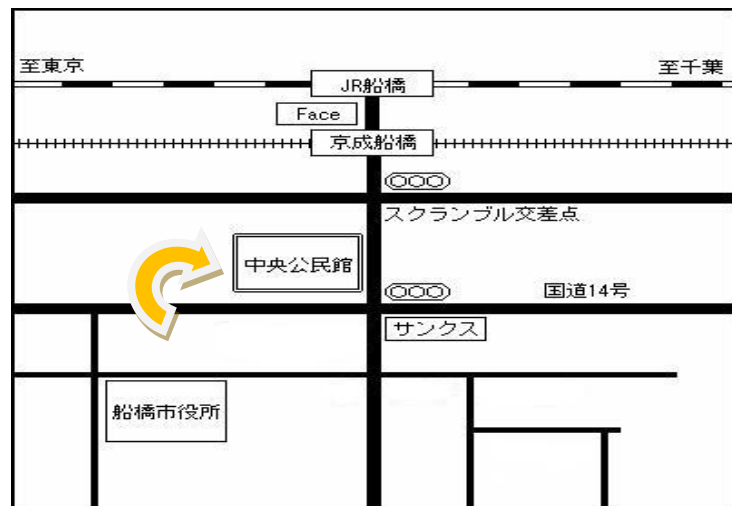 至東京
至千葉
JR船橋
Face
京成船橋
スクランブル交差点
中央公民館
国道14号
サンクス
船橋市役所